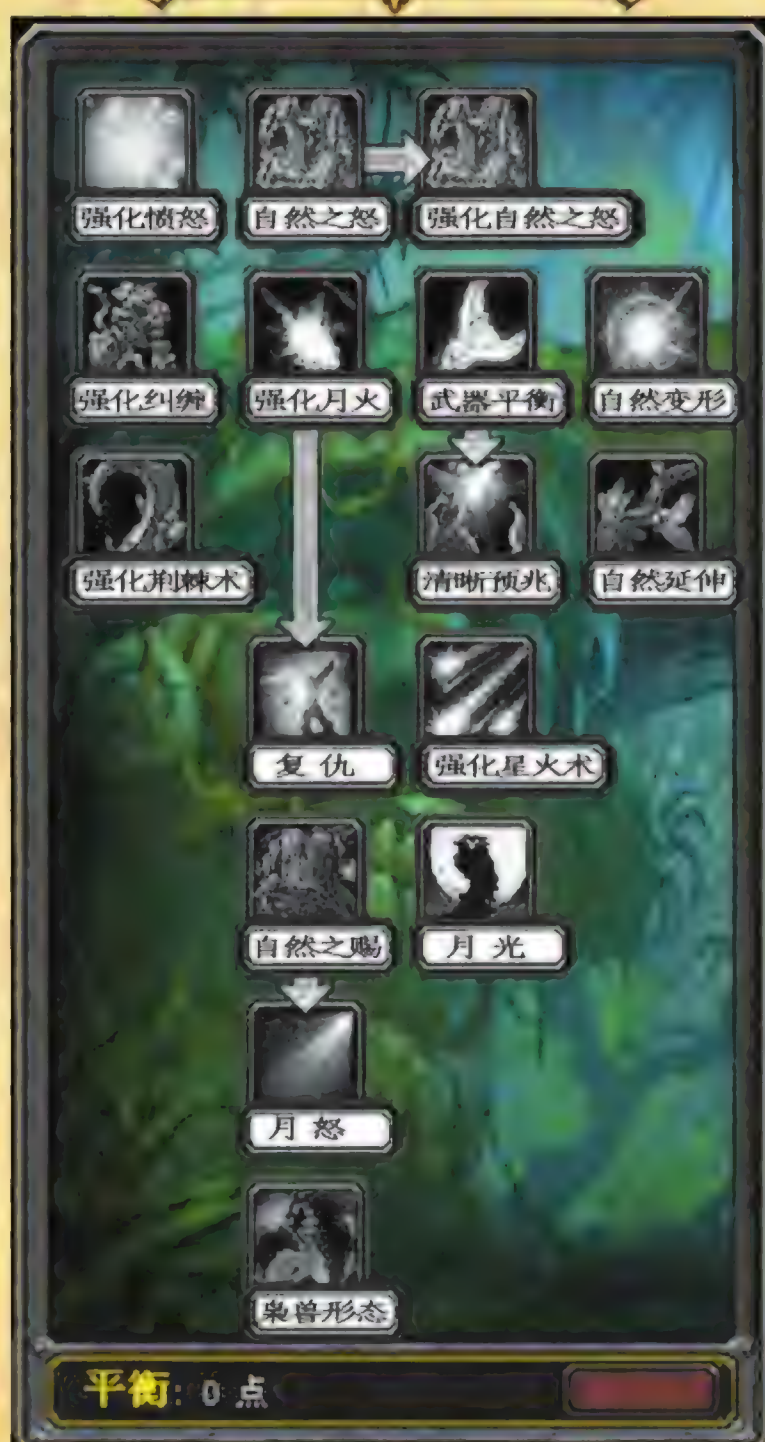 强化愤怒 自然之怒 强化自然之怒
强化纠缠 强化月火 武器平衡 自然变形
强化荆棘术 清晰预兆 自然延伸
复仇 强化星火术
自然之赐 月光
月怒
枭兽形态
平衡: 0 点